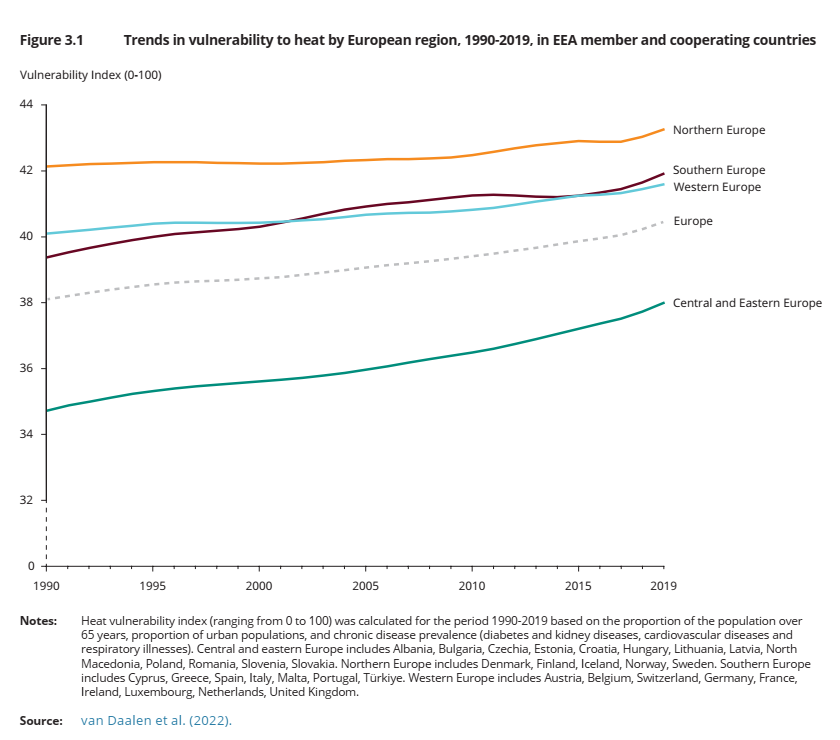 Figure 3.1 Trends in vulnerability to heat by European region, 1990-2019, in EEA member and cooperating countries
Vulnerability Index (0-100)
44
42
40
38
36
34
32
0
Northern Europe
Southern Europe
Western Europe
Europe
Central and Eastern Europe
1990 1995 2000 2005 2010 2015 2019
Notes: Heat vulnerability index (ranging from 0 to 100) was calculated for the period 1990-2019 based on the proportion of the population over
65 years, proportion of urban populations, and chronic disease prevalence (diabetes and kidney diseases, cardiovascular diseases and
respiratory illnesses). Central and eastern Europe includes Albania, Bulgaria, Czechia, Estonia, Croatia, Hungary, Lithuania, Latvia, North
Macedonia, Poland, Romania, Slovenia, Slovakia. Northern Europe includes Denmark, Finland, Iceland, Norway, Sweden. Southern Europe
includes Cyprus, Greece, Spain, Italy, Malta, Portugal, Türkiye. Western Europe includes Austria, Belgium, Switzerland, Germany, France,
Ireland, Luxembourg, Netherlands, United Kingdom.
Source: van Daalen et al. (2022).